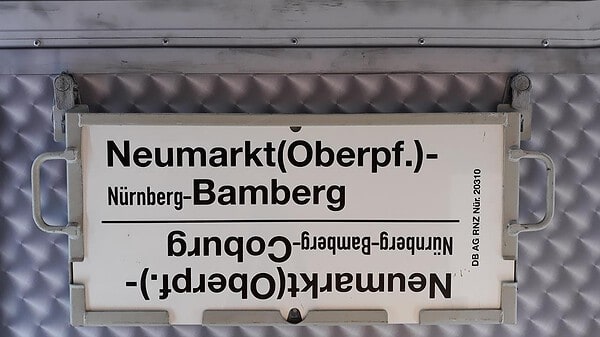 Neumarkt(Oberpf.)-
Nürnberg-Bamberg
Neumarkt(Oberpf.)-
Nürnberg-Bamberg-Coburg
DB AG RNZ Nür. 20310